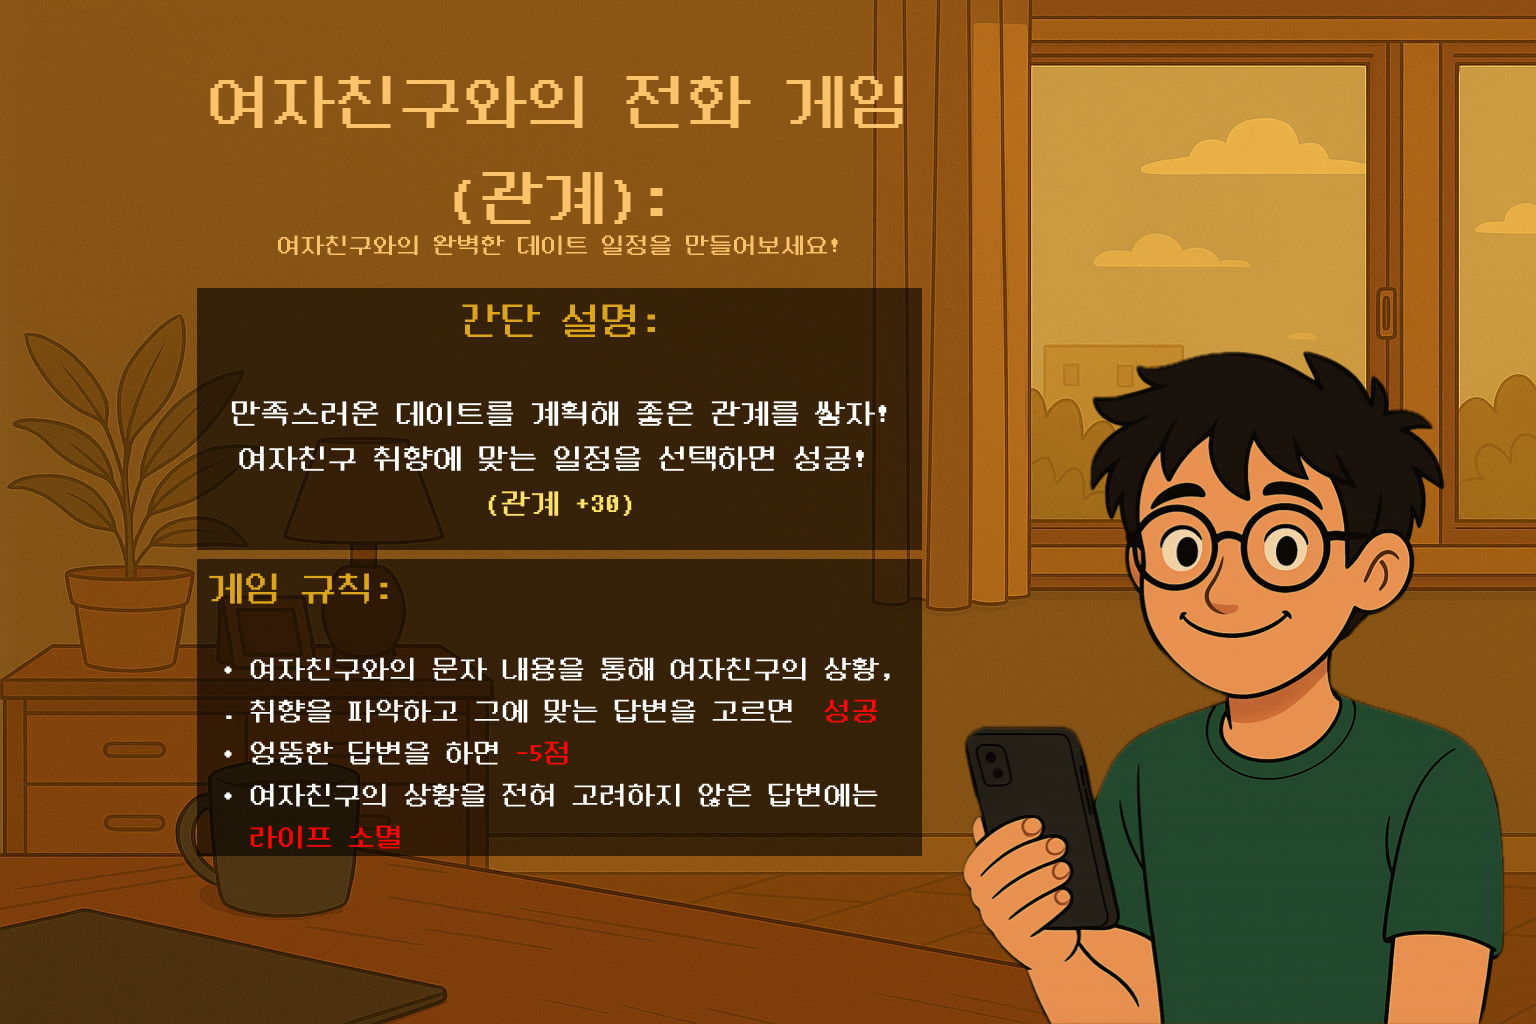 여자친구와의 전화 게임
(관계):
여자친구와의 완벽한 데이트 일정을 만들어보세요!
간단 설명:
만족스러운 데이트를 계획해 좋은 관계를 쌓자!
여자친구 취향에 맞는 일정을 선택하면 성공!
(관계 +30)
게임 규칙:
• 여자친구와의 문자 내용을 통해 여자친구의 상황,
. 취향을 파악하고 그에 맞는 답변을 고르면 성공
• 엉뚱한 답변을 하면 -5점
• 여자친구의 상황을 전혀 고려하지 않은 답변에는
라이프 소멸